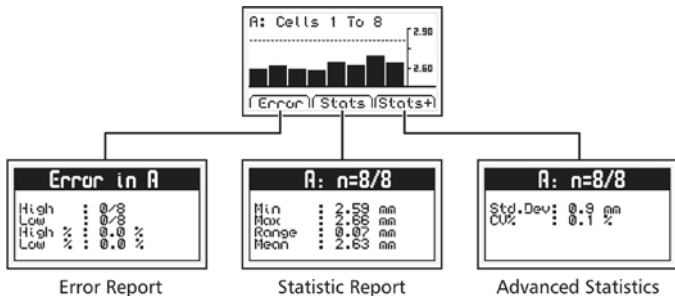 A: Cells 1 To 8
2.90
2.60
Error Stats Stats+
Error in A
High : 0/8
Low : 0/8
High % : 0.0 %
Low % : 0.0 %
Error Report
A: n=8/8
Min : 2.59 mm
Max : 2.66 mm
Range : 0.07 mm
Mean : 2.63 mm
Statistic Report
A: n=8/8
Std.Dev: 0.9 mm
CV% : 0.1 %
Advanced Statistics